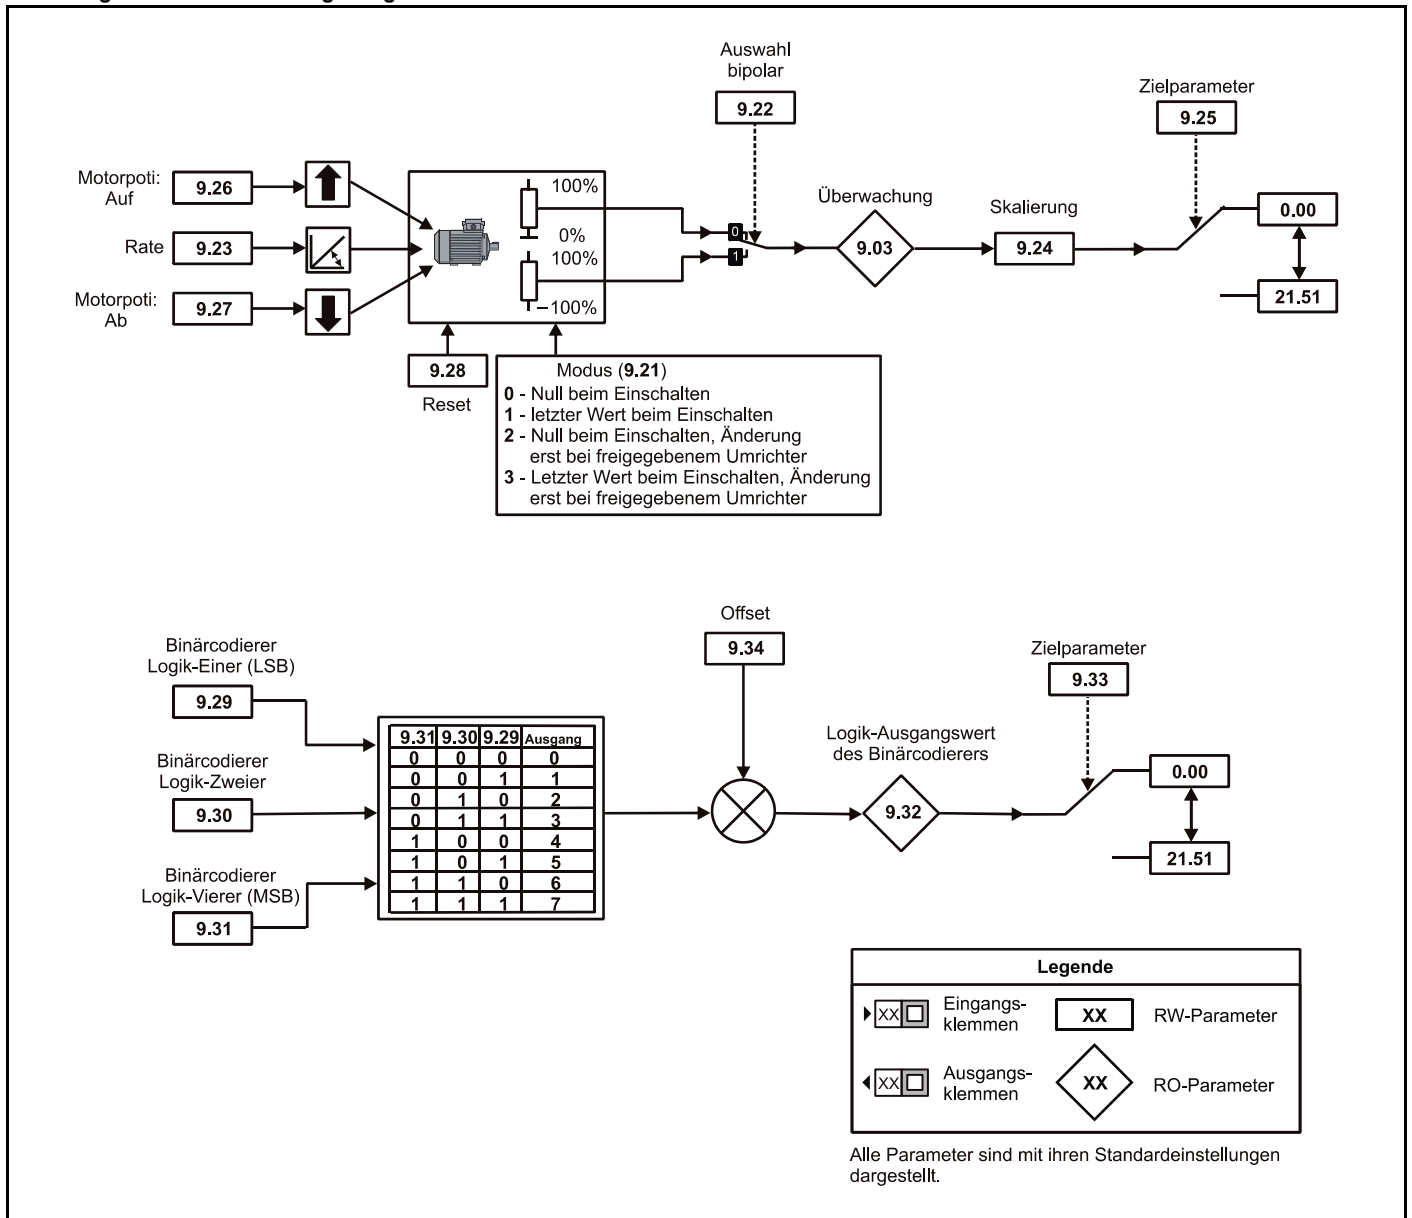 Auswahl
bipolar
9.22
Zielparameter
9.25
Motorpoti:
Auf
9.26
Rate
9.23
Motorpoti:
Ab
9.27
100%
0%
100%
–100%
0
1
Überwachung
9.03
Skalierung
9.24
0.00
21.51
9.28
Reset
Modus (9.21)
0 - Null beim Einschalten
1 - letzter Wert beim Einschalten
2 - Null beim Einschalten, Änderung
erst bei freigegebenem Umrichter
3 - Letzter Wert beim Einschalten, Änderung
erst bei freigegebenem Umrichter
Offset
9.34
Binärcodierer
Logik-Einer (LSB)
9.29
Binärcodierer
Logik-Zweier
9.30
Binärcodierer
Logik-Vierer (MSB)
9.31
9.31 9.30 9.29 Ausgang
0 0 0 0
0 0 1 1
0 1 0 2
0 1 1 3
1 0 0 4
1 0 1 5
1 1 0 6
1 1 1 7
Logik-Ausgangswert
des Binärcodierers
9.32
Zielparameter
9.33
0.00
21.51
Legende
XX Eingangs-
klemmen
XX RW-Parameter
XX Ausgangs-
klemmen
XX RO-Parameter
Alle Parameter sind mit ihren Standardeinstellungen
dargestellt.